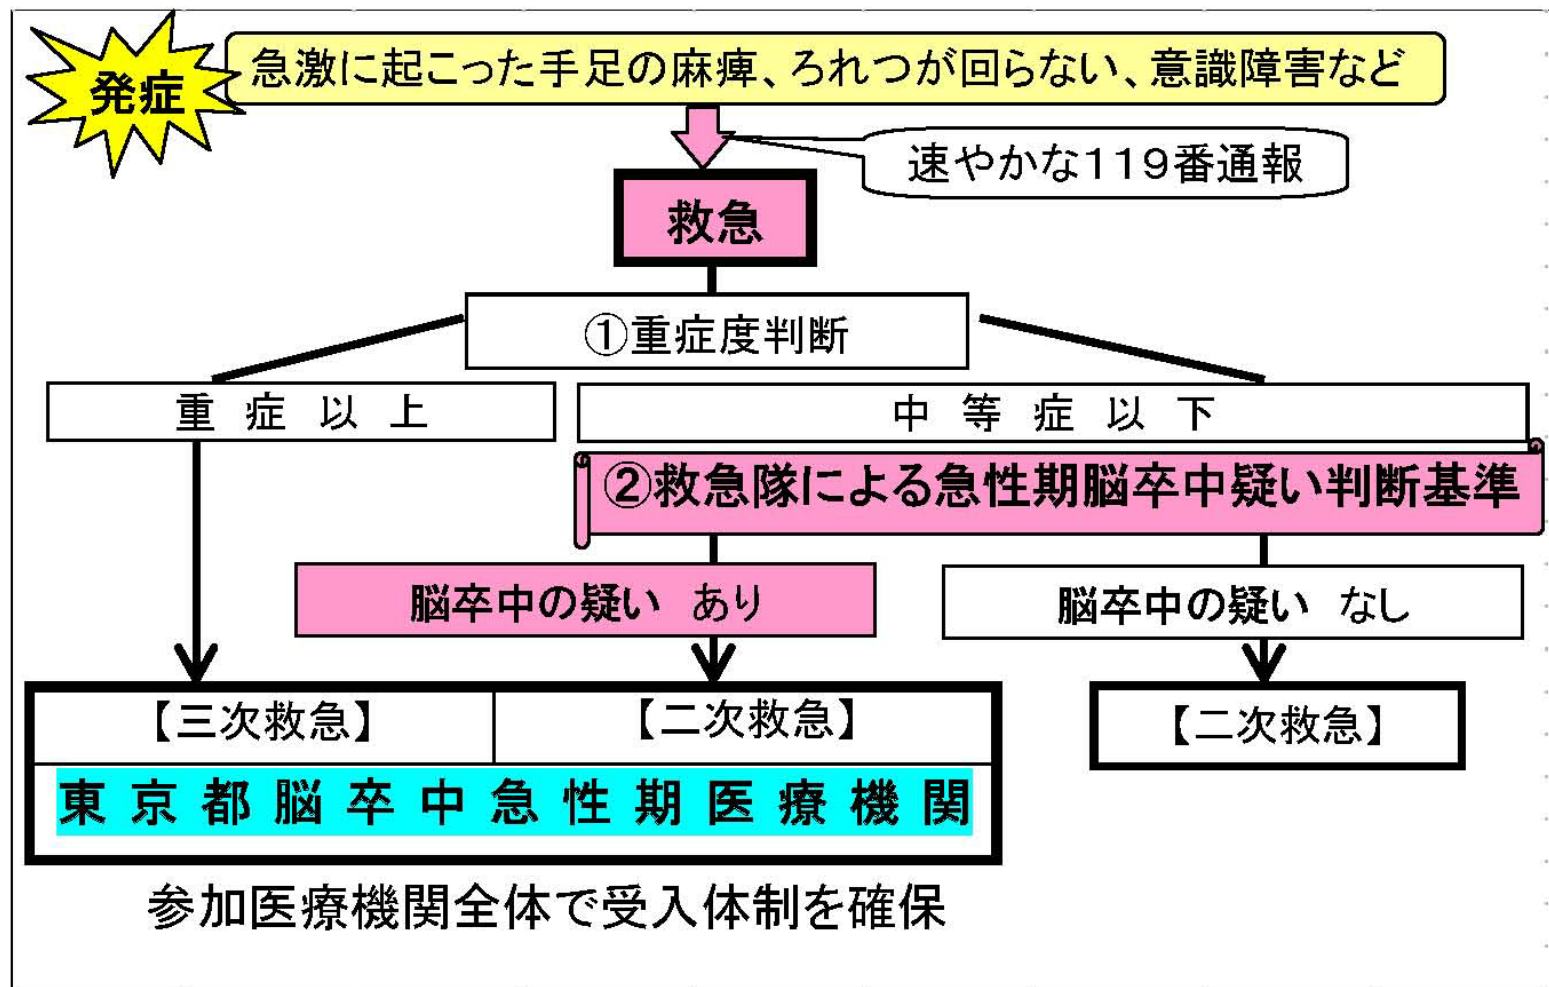 発症
急激に起こった手足の麻痺、ろれつが回らない、意識障害など
速やかな119番通報
救急
①重症度判断
重症以上
中等症以下
②救急隊による急性期脳卒中疑い判断基準
脳卒中の疑い あり
脳卒中の疑い なし
【三次救急】
【二次救急】
【二次救急】
東京都脳卒中急性期医療機関
参加医療機関全体で受入体制を確保